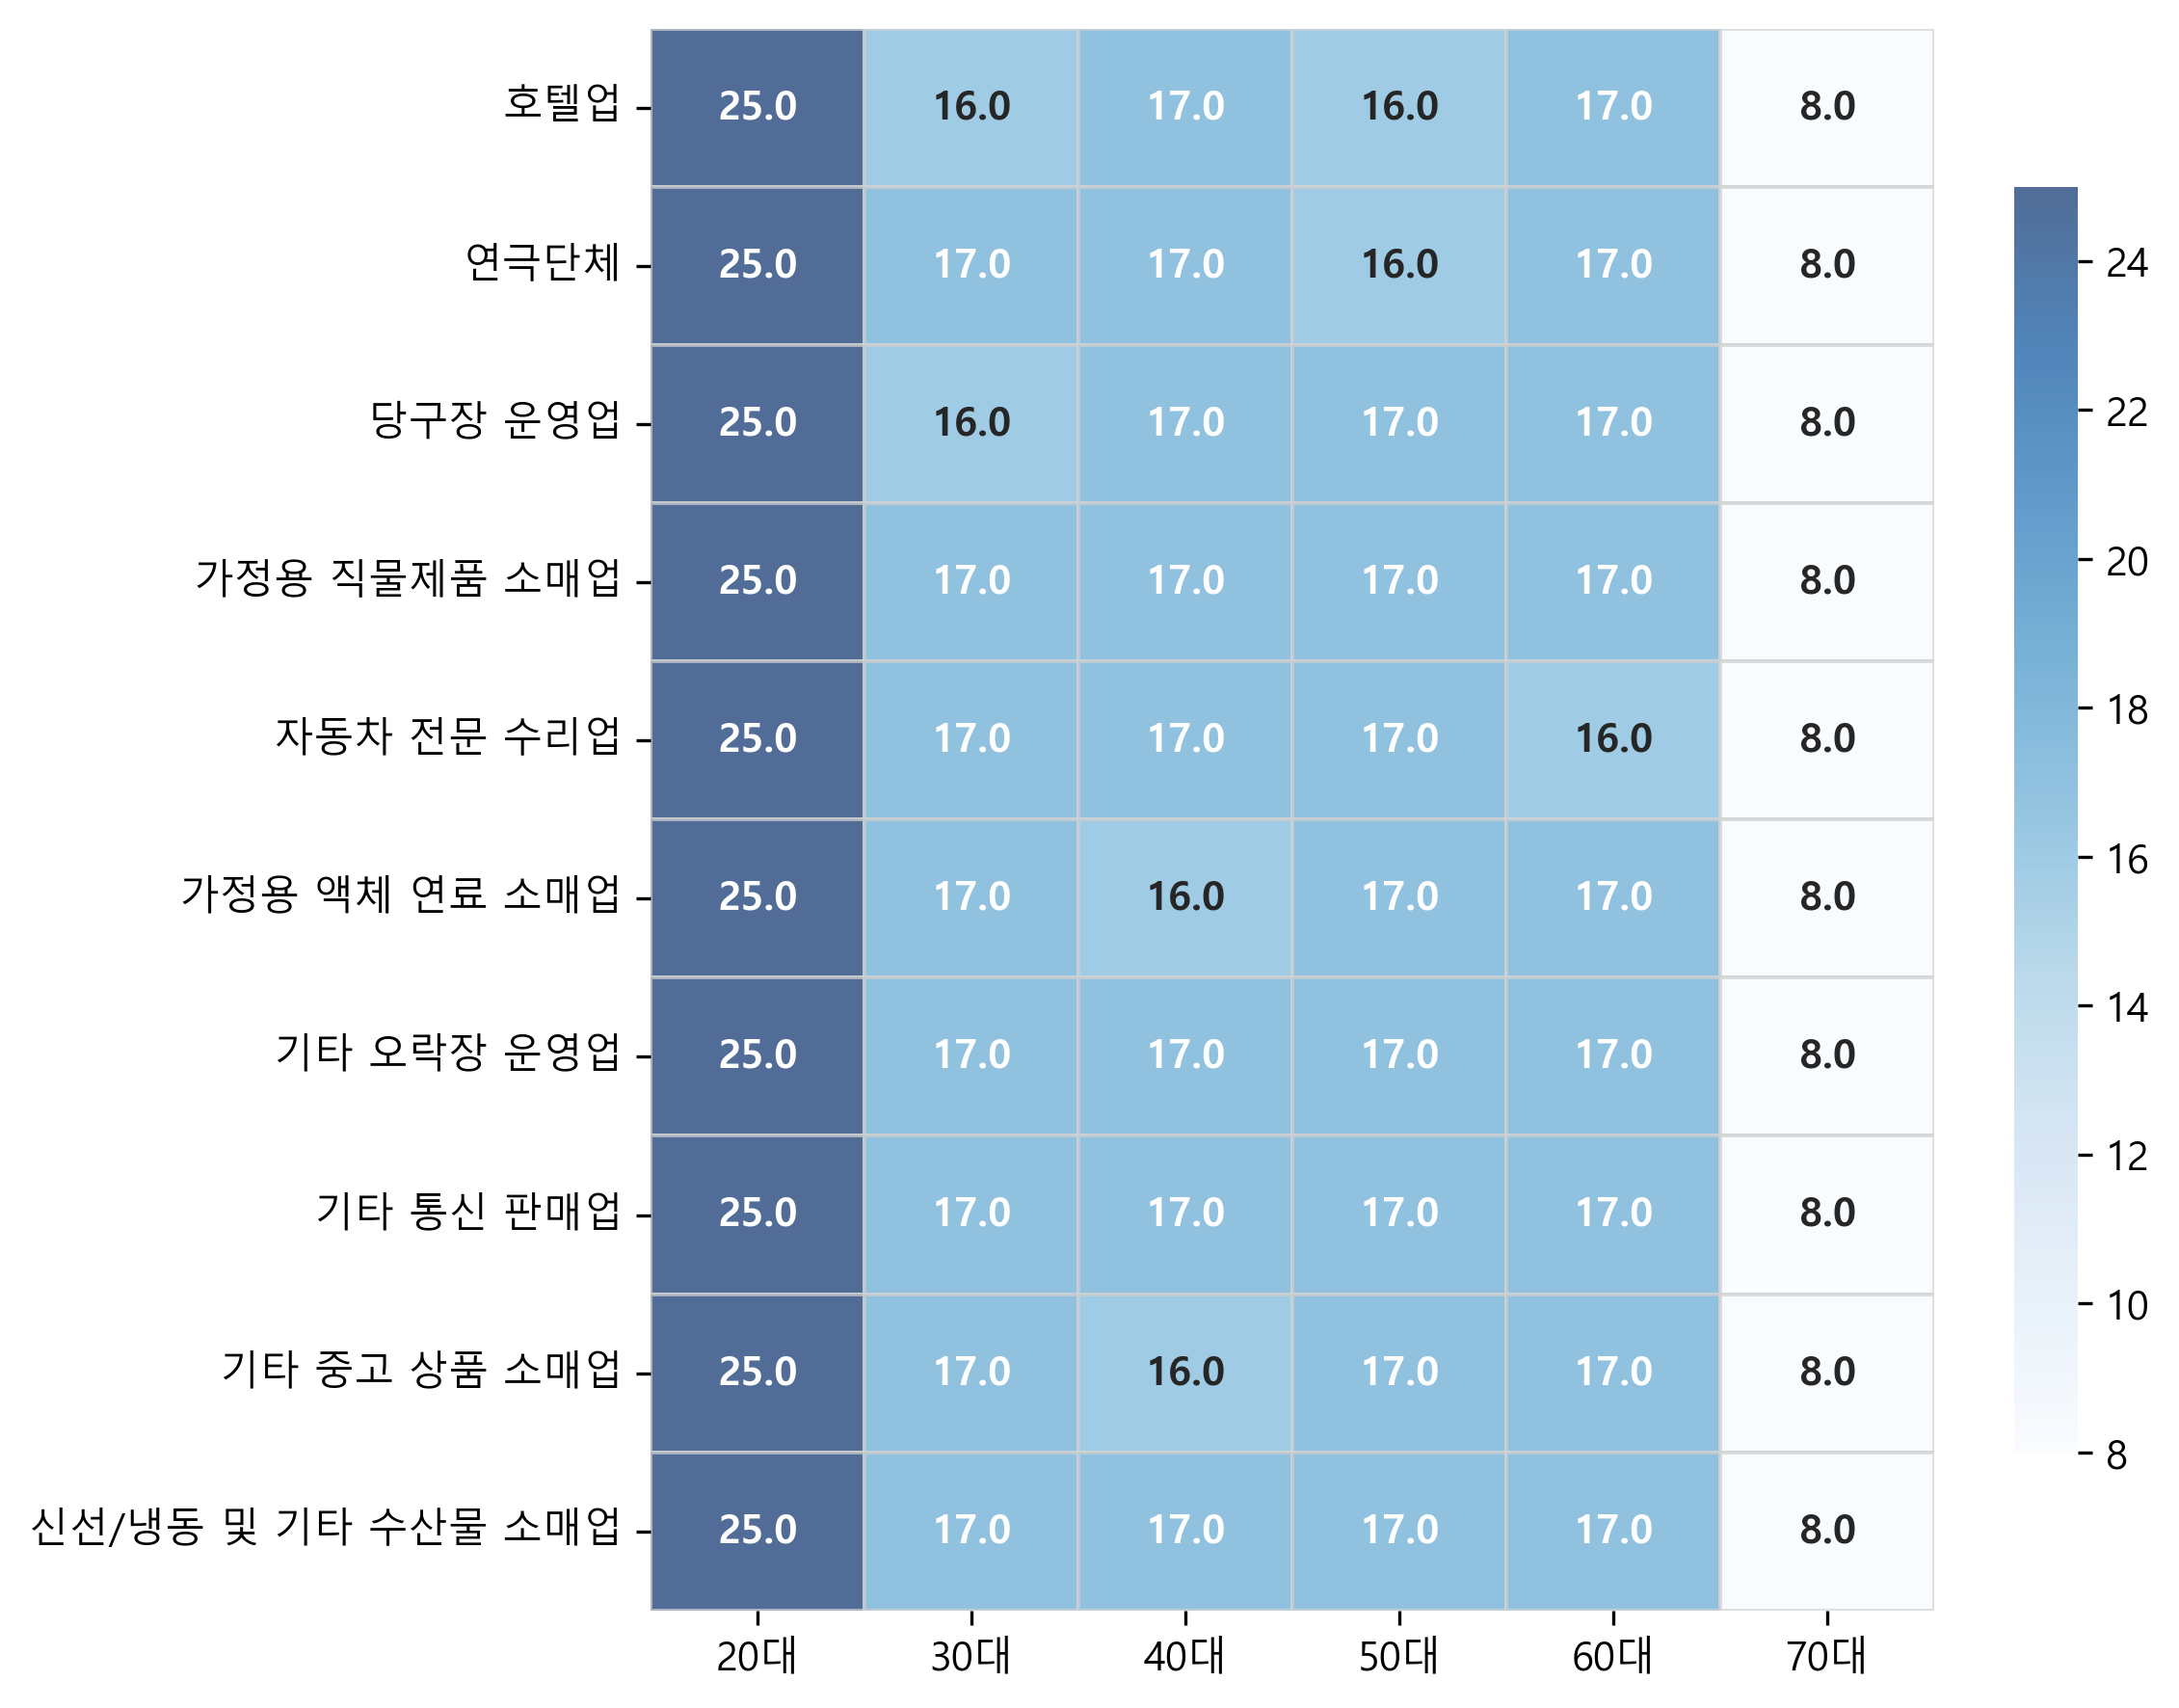 호텔업 25.0 16.0 17.0 16.0 17.0 8.0
연극단체 25.0 17.0 17.0 16.0 17.0 8.0
당구장 운영업 25.0 16.0 17.0 17.0 17.0 8.0
가정용 직물제품 소매업 25.0 17.0 17.0 17.0 17.0 8.0
자동차 전문 수리업 25.0 17.0 17.0 17.0 16.0 8.0
가정용 액체 연료 소매업 25.0 17.0 16.0 17.0 17.0 8.0
기타 오락장 운영업 25.0 17.0 17.0 17.0 17.0 8.0
기타 통신 판매업 25.0 17.0 17.0 17.0 17.0 8.0
기타 중고 상품 소매업 25.0 17.0 16.0 17.0 17.0 8.0
신선/냉동 및 기타 수산물 소매업 25.0 17.0 17.0 17.0 17.0 8.0
20대 30대 40대 50대 60대 70대
24
22
20
18
16
14
12
10
8